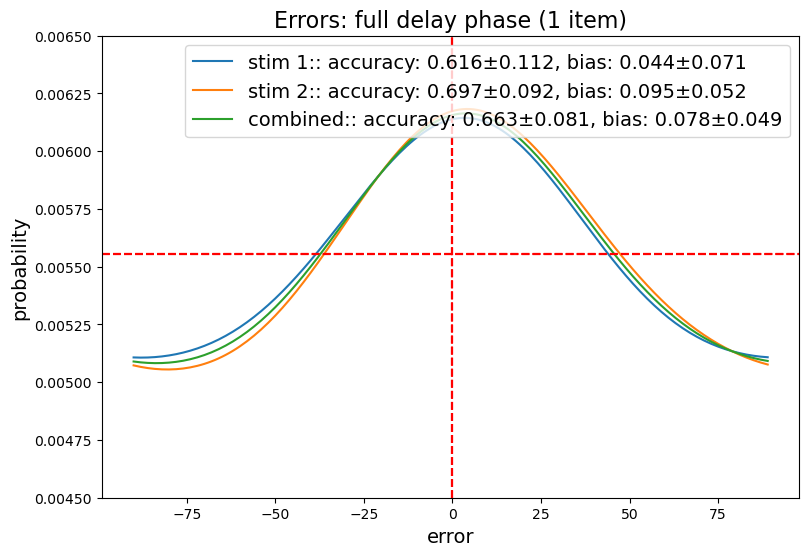 Errors: full delay phase (1 item)
stim 1:: accuracy: 0.616±0.112, bias: 0.044±0.071
stim 2:: accuracy: 0.697±0.092, bias: 0.095±0.052
combined:: accuracy: 0.663±0.081, bias: 0.078±0.049
probability
0.00650
0.00625
0.00600
0.00575
0.00550
0.00525
0.00500
0.00475
0.00450
−75 −50 −25 0 25 50 75
error